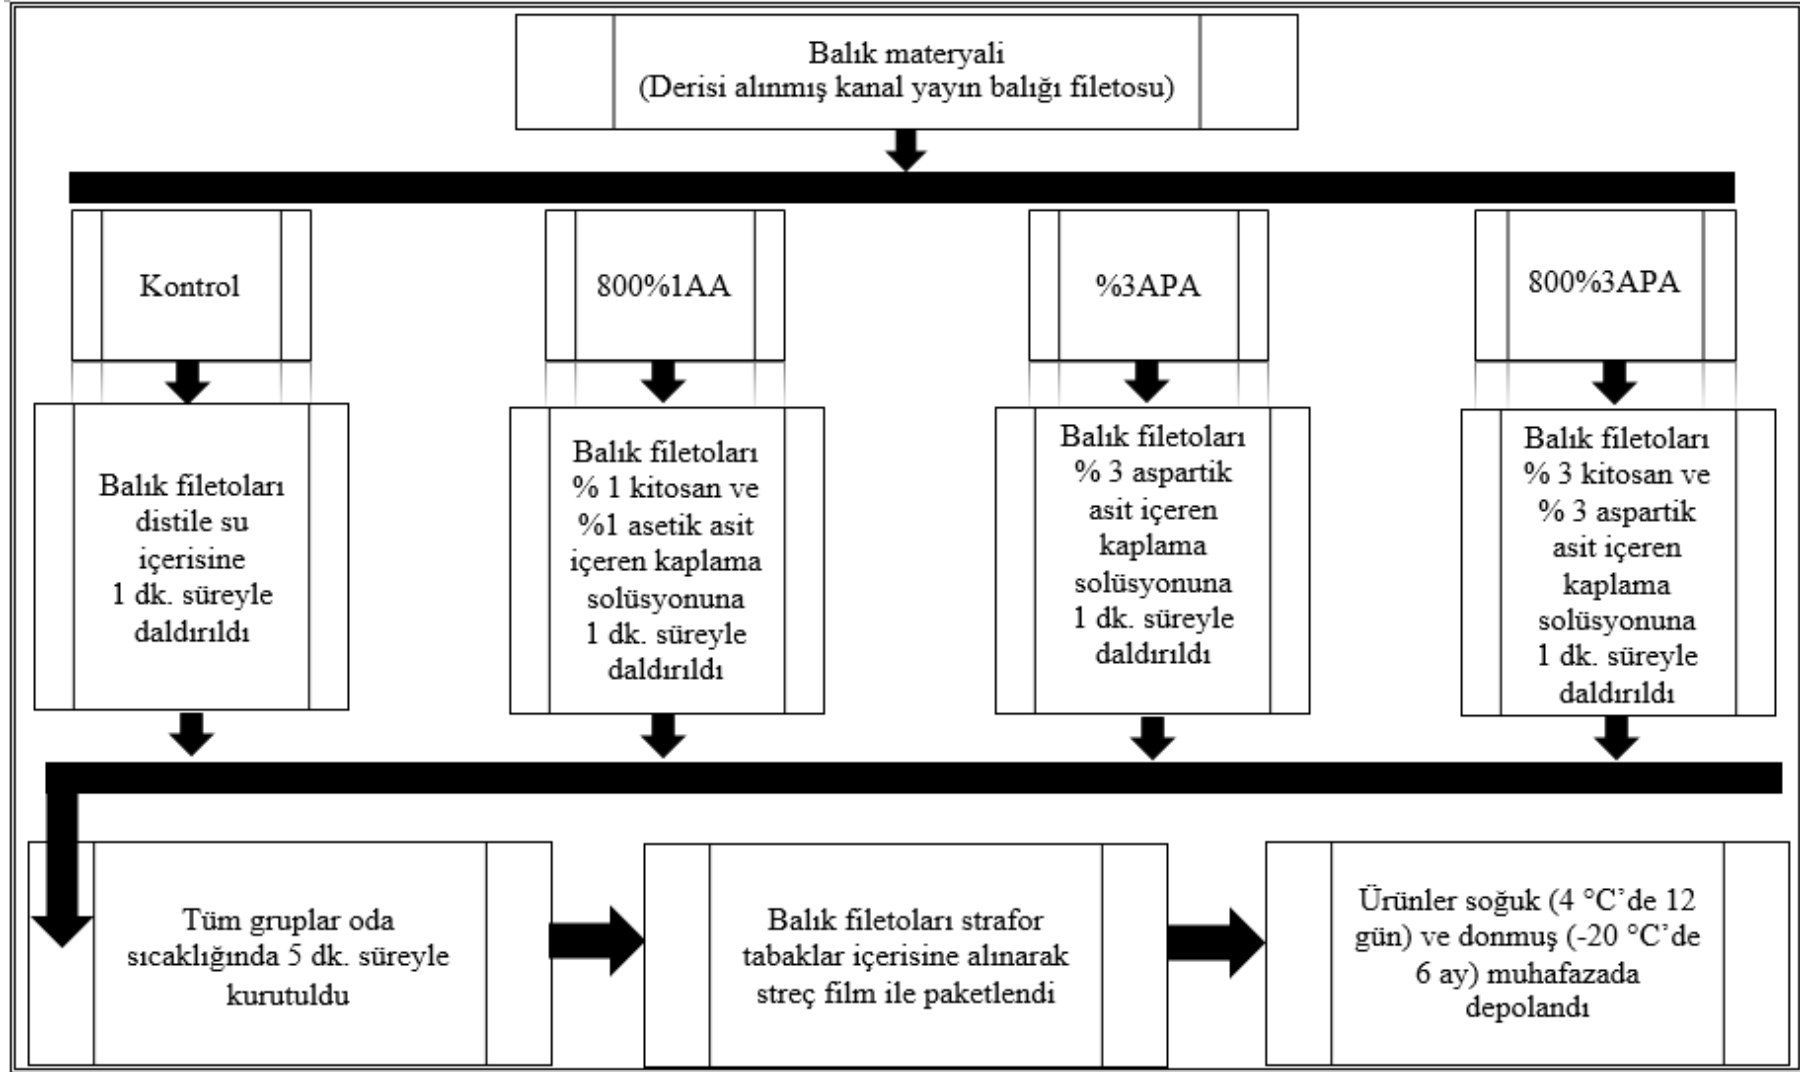 Balık materyali
(Derisi alınmış kanal yayın balığı filetosu)
Kontrol
800%1AA
%3APA
800%3APA
Balık filetoları
distile su
içerisine
1 dk. süreyle
daldırıldı
Balık filetoları
% 1 kitosan ve
%1 asetik asit
içeren kaplama
solüsyonuna
1 dk. süreyle
daldırıldı
Balık filetoları
% 3 aspartik
asit içeren
kaplama
solüsyonuna
1 dk. süreyle
daldırıldı
Balık filetoları
% 3 kitosan ve
% 3 aspartik
asit içeren
kaplama
solüsyonuna
1 dk. süreyle
daldırıldı
Tüm gruplar oda
sıcaklığında 5 dk. süreyle
kurutuldu
Balık filetoları strafor
tabaklar içerisine alınarak
streç film ile paketlendi
Ürünler soğuk (4 °C'de 12
gün) ve donmuş (-20 °C'de
6 ay) muhafazada
depolandı